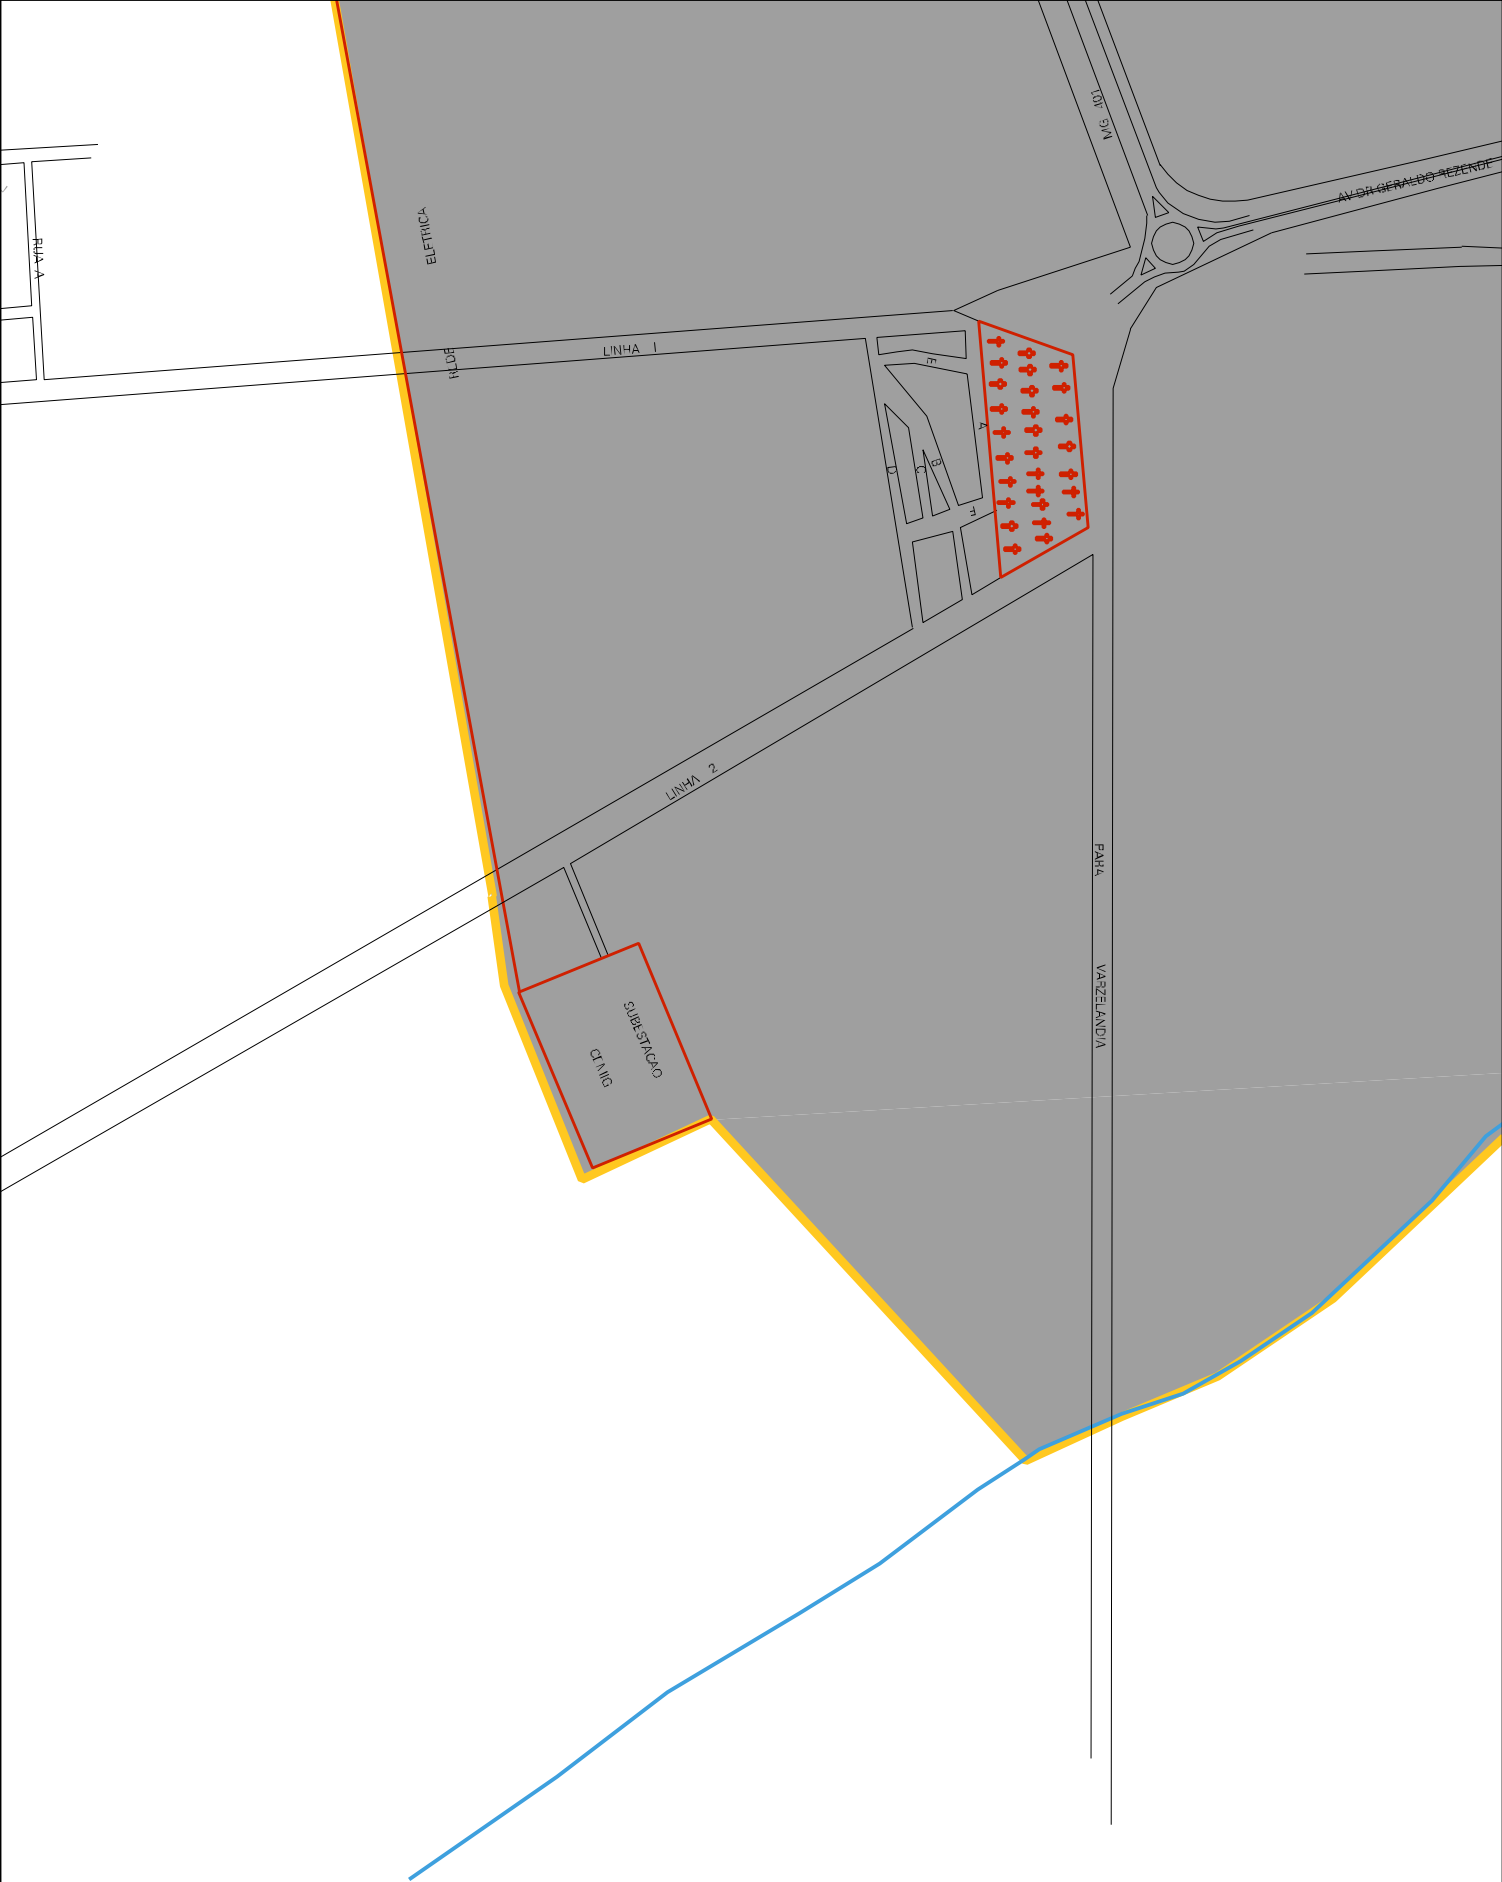 MG 401
AV DR GERALDO REZENDE
ELETRICA
RUA A
LINHA 1
REDE
E
A
B
C
D
F
LINHA 2
PARA
VARZELANDIA
SUBESTACAO
CEMIG